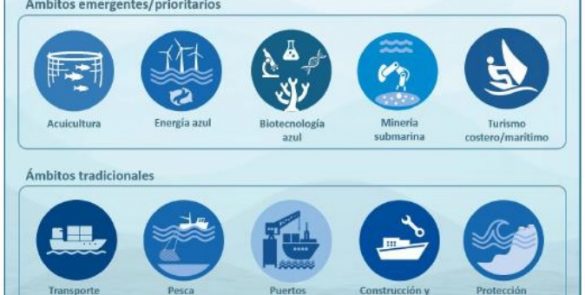 Ámbitos emergentes/prioritarios
Acuicultura
Energía azul
Biotecnología
azul
Minería
submarina
Turismo
costero/marítimo
Ámbitos tradicionales
Transporte
Pesca
Puertos
Construcción y
Protección